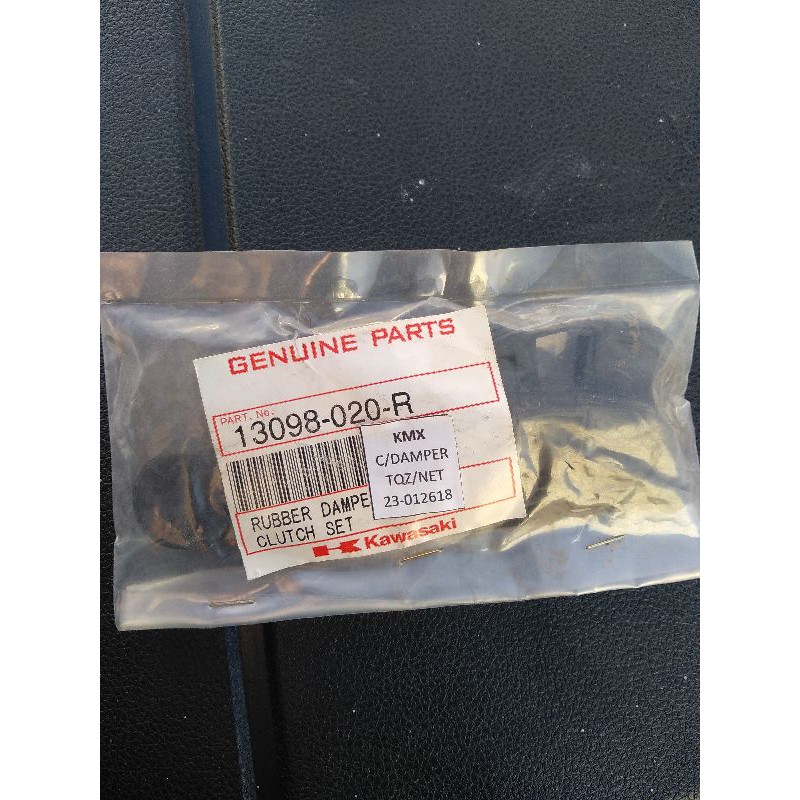 GENUINE PARTS
PART. No.
13098-020-R
KMX
C/DAMPER
TQZ/NET
23-012618
RUBBER DAMPE
CLUTCH SET
Kawasaki